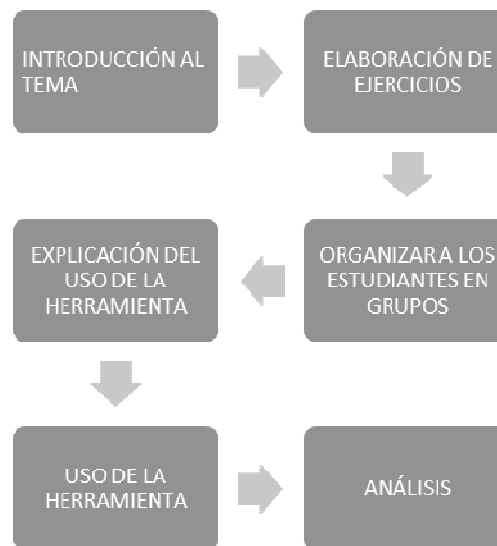 INTRODUCCIÓN AL
TEMA
ELABORACIÓN DE
EJERCICIOS
ORGANIZAR A LOS
ESTUDIANTES EN
GRUPOS
EXPLICACIÓN DEL
USO DE LA
HERRAMIENTA
USO DE LA
HERRAMIENTA
ANÁLISIS